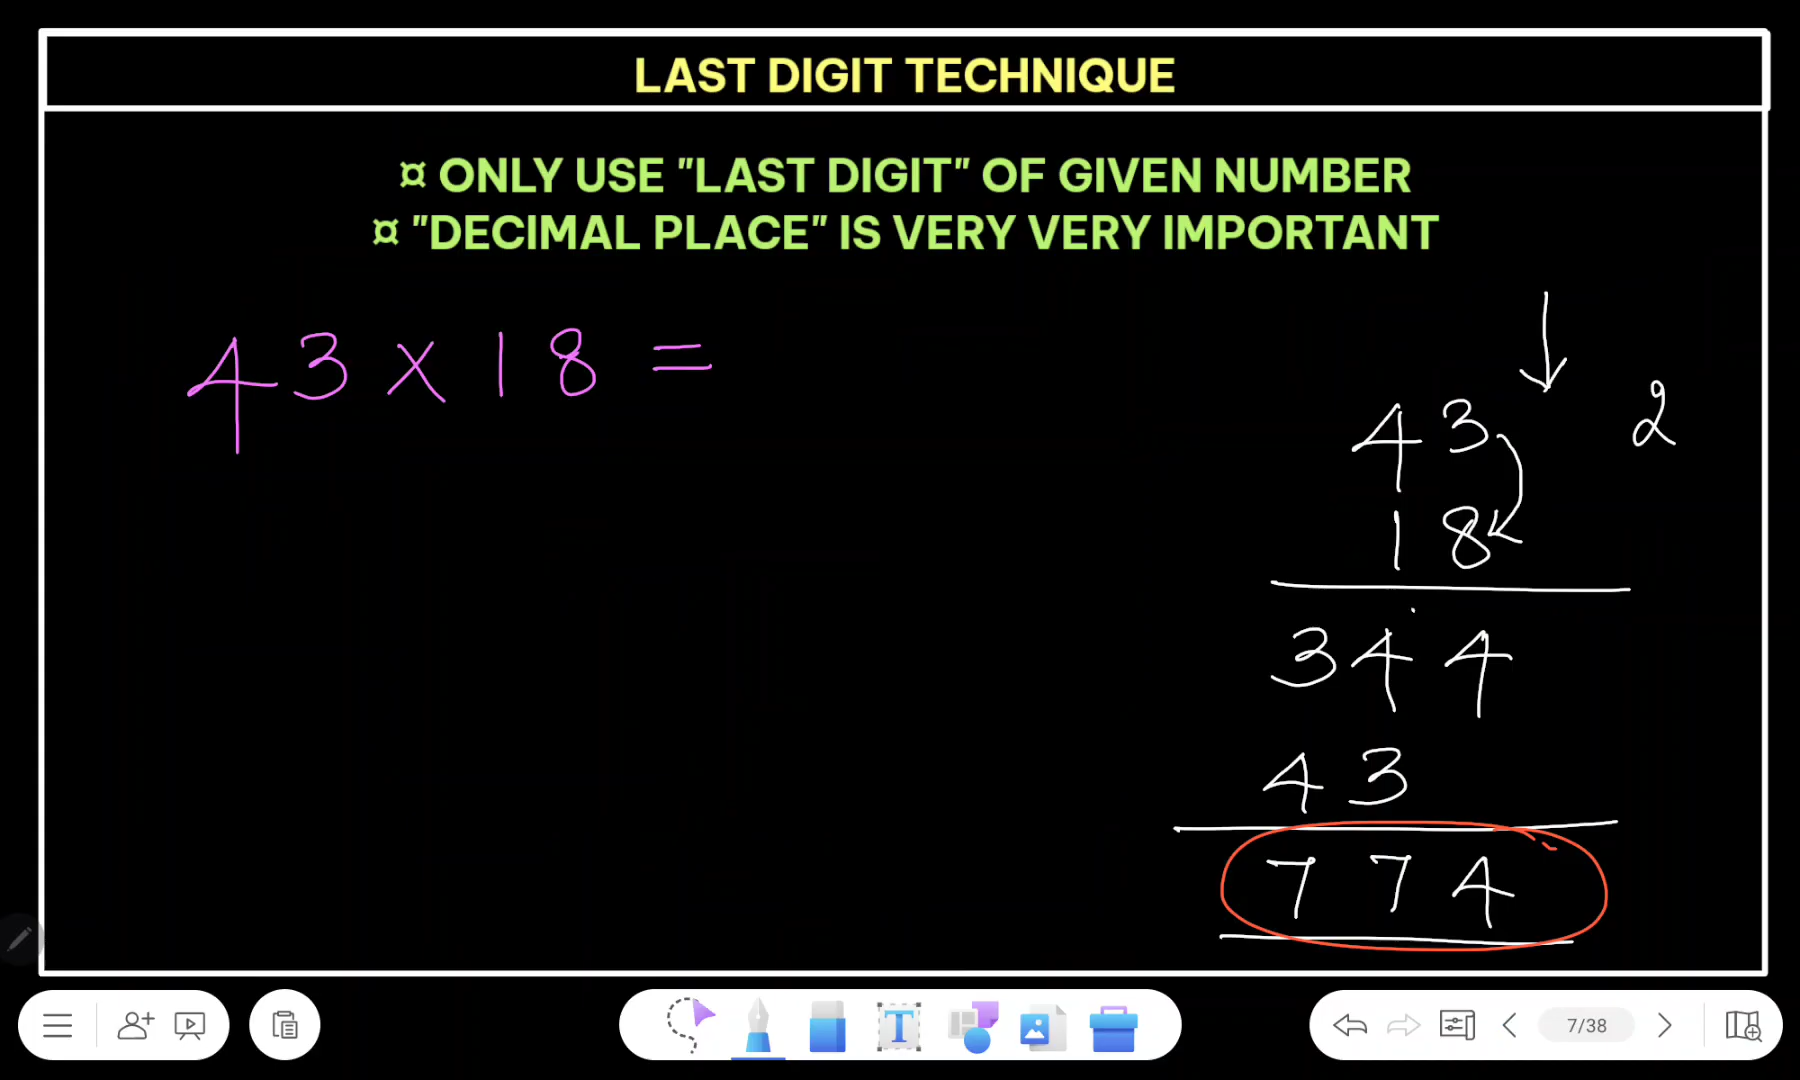 LAST DIGIT TECHNIQUE
¤ ONLY USE "LAST DIGIT" OF GIVEN NUMBER
¤ "DECIMAL PLACE" IS VERY VERY IMPORTANT
43 × 18 =
2
43
18
344
43
774
T
7/38